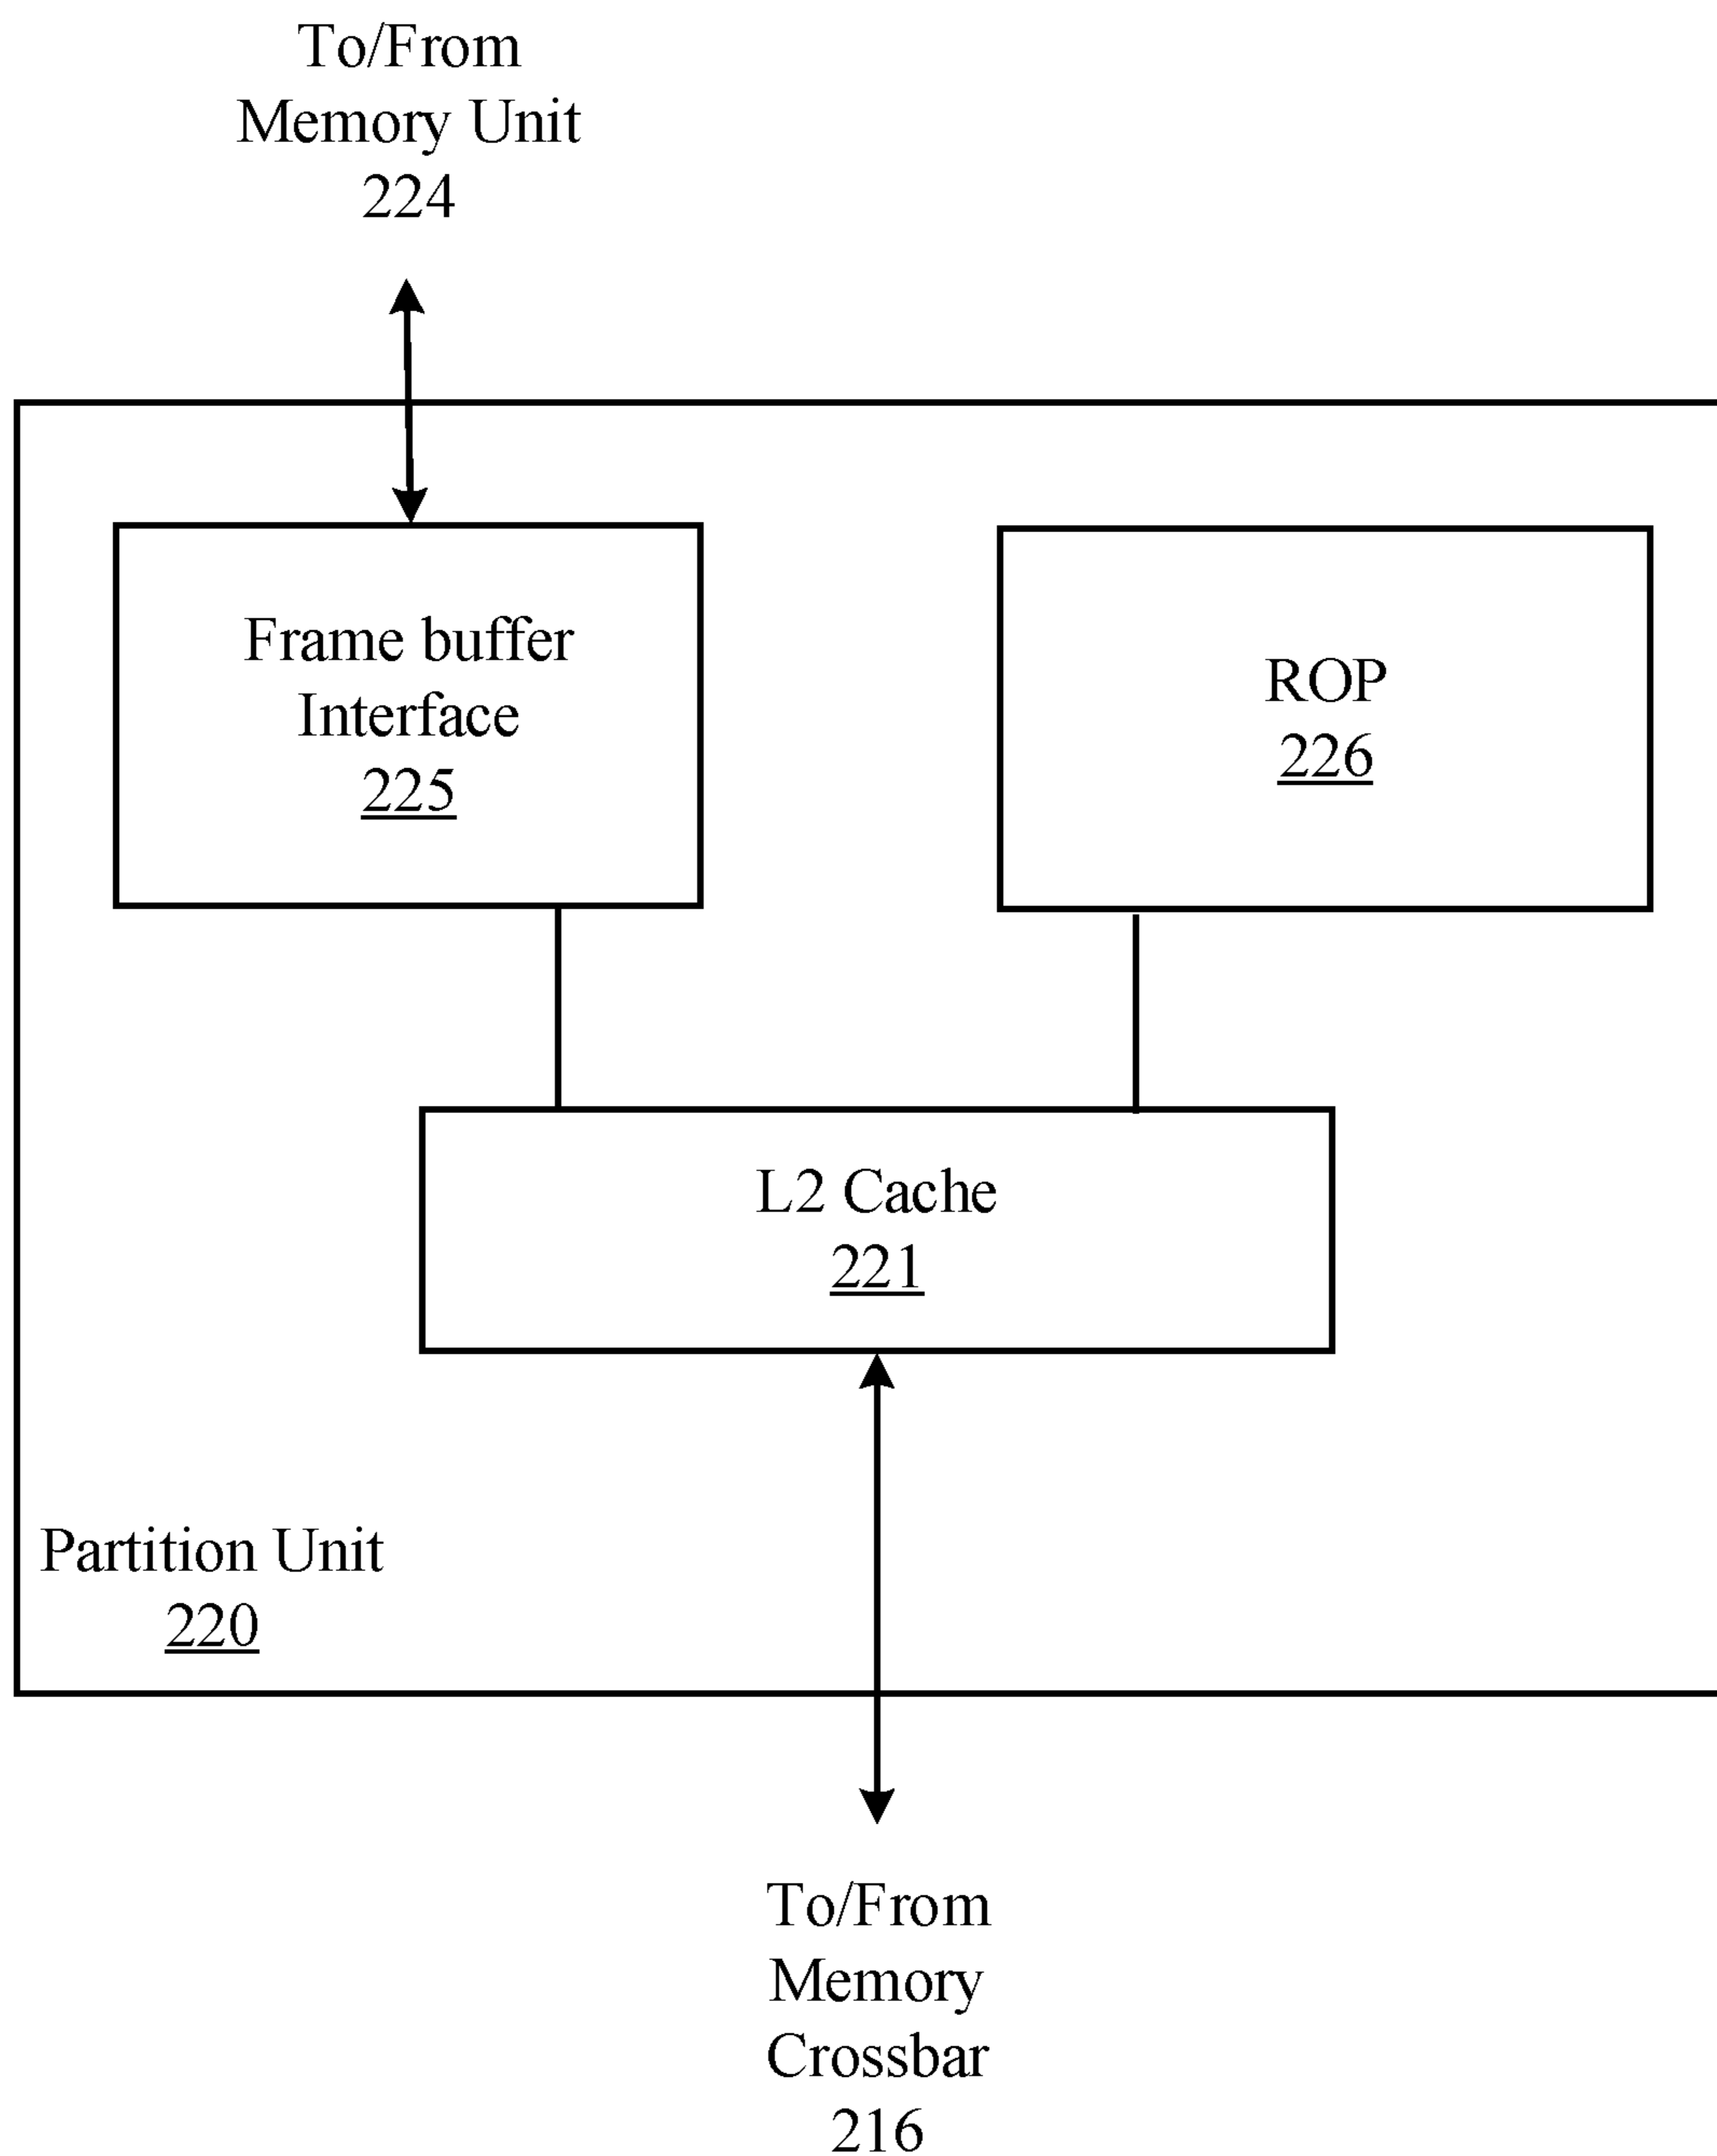 To/From
Memory Unit
224
Frame buffer
Interface
225
ROP
226
L2 Cache
221
Partition Unit
220
To/From
Memory
Crossbar
216